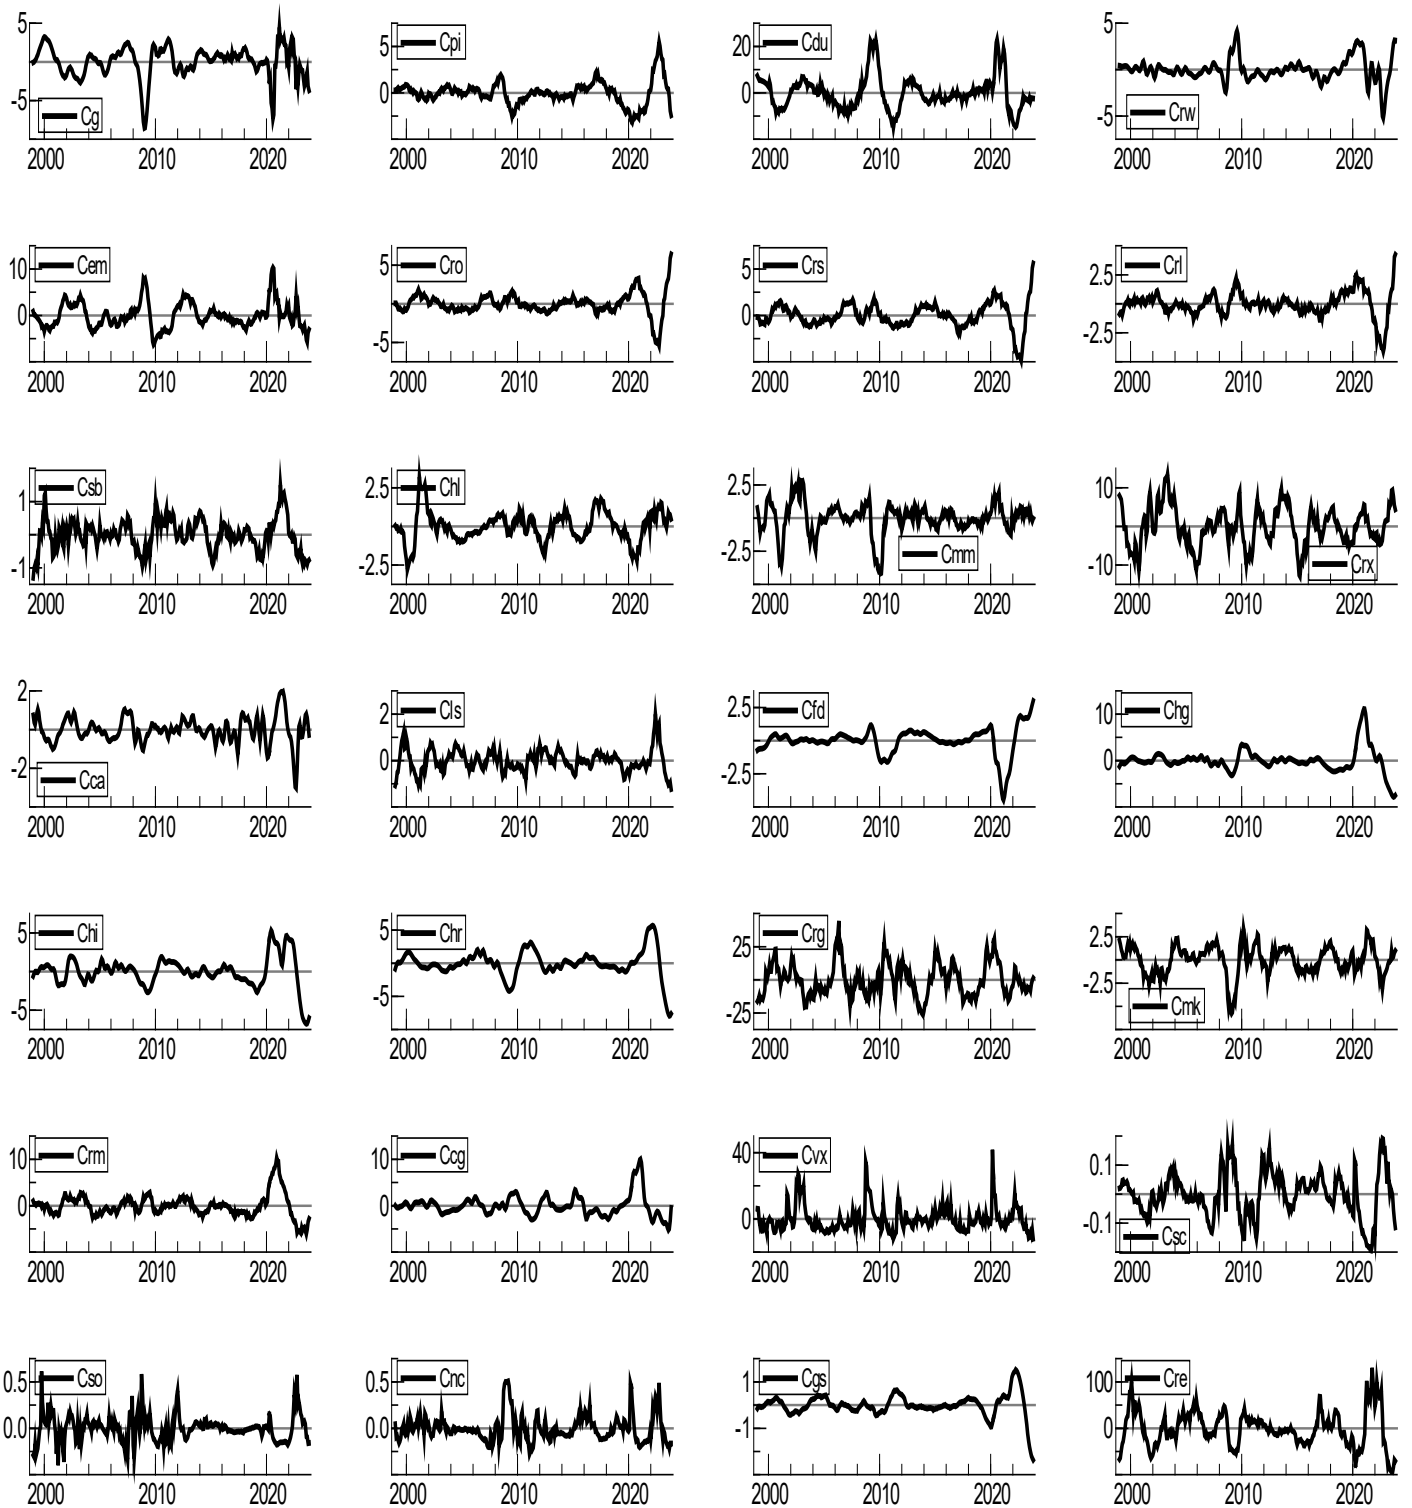 5 Cg -5 2000 2010 2020
5 Cpi 0 2000 2010 2020
20 Cdu 0 2000 2010 2020
5 Crw -5 2000 2010 2020
10 Cem 0 2000 2010 2020
5 Cro -5 2000 2010 2020
5 Crs 0 2000 2010 2020
2.5 Crl -2.5 2000 2010 2020
1 Csb -1 2000 2010 2020
2.5 Chl -2.5 2000 2010 2020
2.5 Cmm -2.5 2000 2010 2020
10 Crx -10 2000 2010 2020
2 Cca -2 2000 2010 2020
2 Cls 0 2000 2010 2020
2.5 Cfd -2.5 2000 2010 2020
10 Chg 0 2000 2010 2020
5 Chi -5 2000 2010 2020
5 Chr -5 2000 2010 2020
25 Crg -25 2000 2010 2020
2.5 Cmk -2.5 2000 2010 2020
10 Crm 0 2000 2010 2020
10 Ccg 0 2000 2010 2020
40 Cvx 0 2000 2010 2020
0.1 Csc -0.1 2000 2010 2020
0.5 Cso 0.0 2000 2010 2020
0.5 Cnc 0.0 2000 2010 2020
1 Cgs -1 2000 2010 2020
100 Cre 0 2000 2010 2020